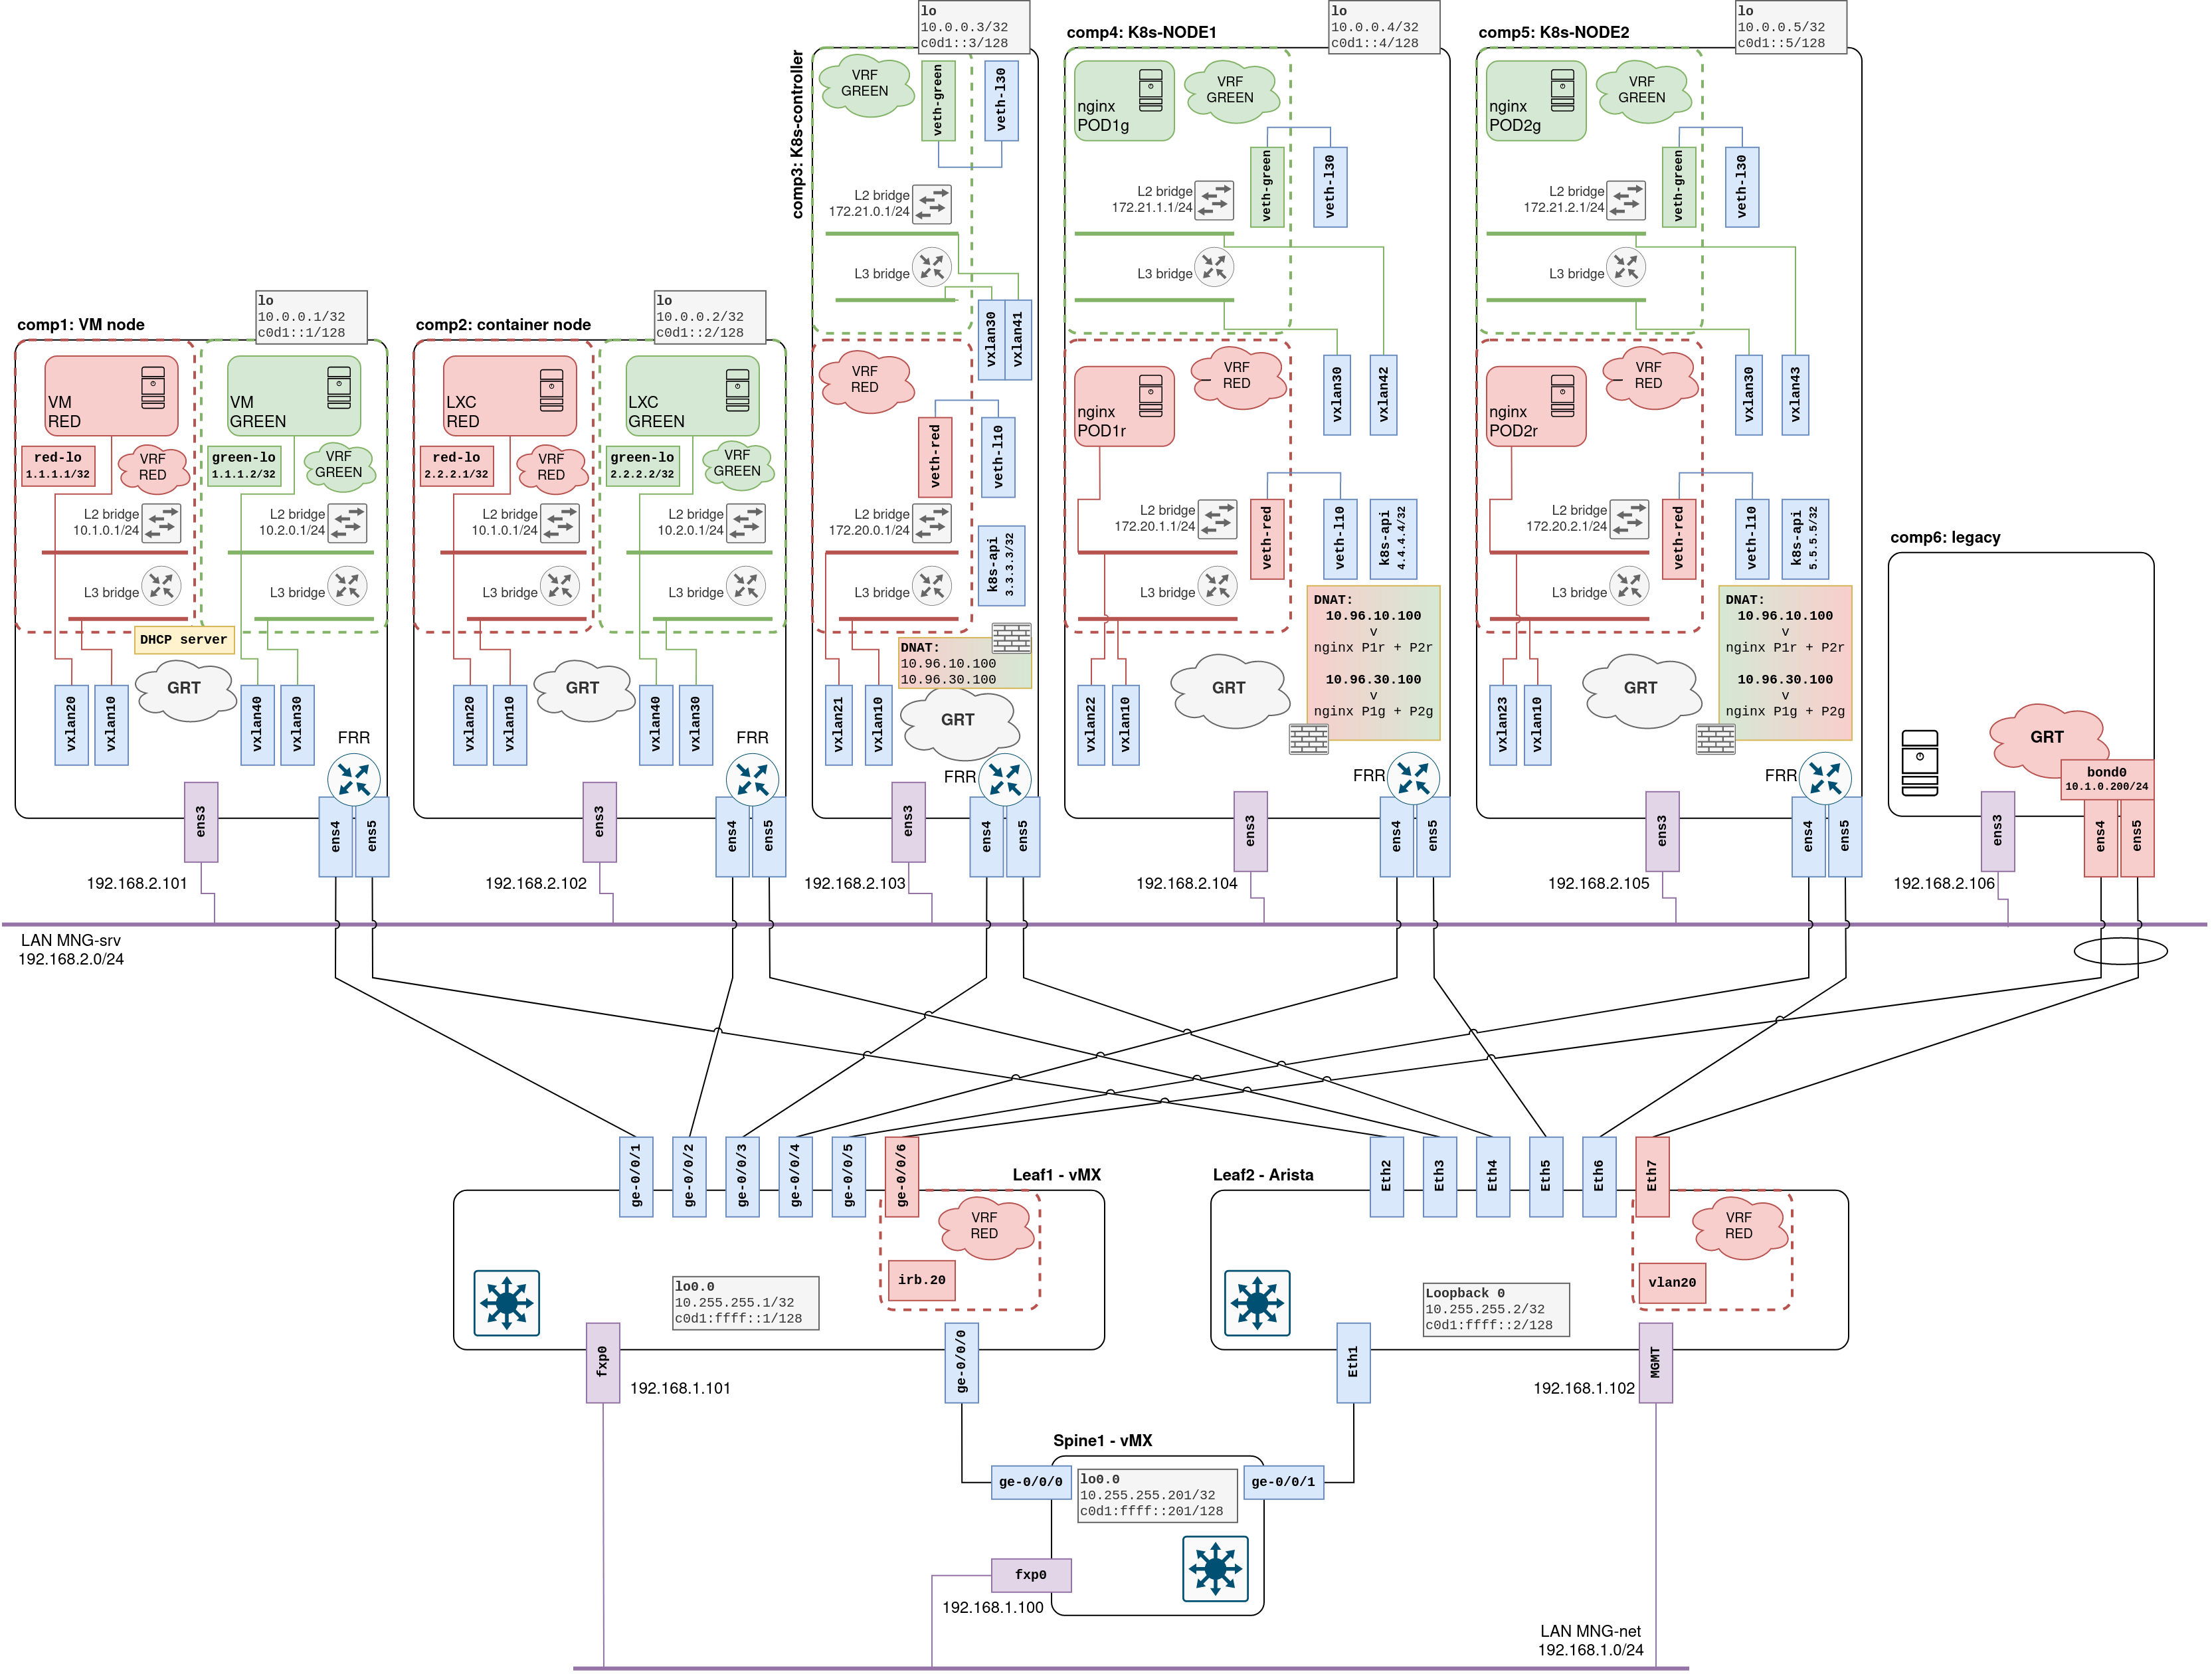 comp1: VM node
lo
10.0.0.1/32
c0d1::1/128
VM
RED
red-lo
1.1.1.1/32
VRF
RED
L2 bridge
10.1.0.1/24
L3 bridge
VM
GREEN
green-lo
1.1.1.2/32
VRF
GREEN
L2 bridge
10.2.0.1/24
L3 bridge
DHCP server
GRT
vxlan20
vxlan10
vxlan40
vxlan30
FRR
ens3
ens4
ens5
192.168.2.101
comp2: container node
lo
10.0.0.2/32
c0d1::2/128
LXC
RED
red-lo
2.2.2.1/32
VRF
RED
L2 bridge
10.1.0.1/24
L3 bridge
LXC
GREEN
green-lo
2.2.2.2/32
VRF
GREEN
L2 bridge
10.2.0.1/24
L3 bridge
GRT
vxlan20
vxlan10
vxlan40
vxlan30
FRR
ens3
ens4
ens5
192.168.2.102
comp3: K8s-controller
lo
10.0.0.3/32
c0d1::3/128
VRF
GREEN
veth-green
veth-l30
L2 bridge
172.21.0.1/24
L3 bridge
vxlan30
vxlan41
VRF
RED
veth-red
veth-l10
L2 bridge
172.20.0.1/24
k8s-api
3.3.3.3/32
L3 bridge
DNAT:
10.96.10.100
10.96.30.100
GRT
vxlan21
vxlan10
FRR
ens3
ens4
ens5
192.168.2.103
comp4: K8s-NODE1
lo
10.0.0.4/32
c0d1::4/128
nginx
POD1g
VRF
GREEN
veth-green
veth-l30
L2 bridge
172.21.1.1/24
L3 bridge
vxlan30
vxlan42
nginx
POD1r
VRF
RED
L2 bridge
172.20.1.1/24
veth-red
veth-l10
k8s-api
4.4.4.4/32
L3 bridge
DNAT:
10.96.10.100
v
nginx P1r + P2r
10.96.30.100
v
nginx P1g + P2g
GRT
vxlan22
vxlan10
FRR
ens3
ens4
ens5
192.168.2.104
comp5: K8s-NODE2
lo
10.0.0.5/32
c0d1::5/128
nginx
POD2g
VRF
GREEN
veth-green
veth-l30
L2 bridge
172.21.2.1/24
L3 bridge
vxlan30
vxlan43
nginx
POD2r
VRF
RED
L2 bridge
172.20.2.1/24
veth-red
veth-l10
k8s-api
5.5.5.5/32
L3 bridge
DNAT:
10.96.10.100
v
nginx P1r + P2r
10.96.30.100
v
nginx P1g + P2g
GRT
vxlan23
vxlan10
FRR
ens3
ens4
ens5
192.168.2.105
comp6: legacy
GRT
bond0
10.1.0.200/24
ens3
ens4
ens5
192.168.2.106
LAN MNG-srv
192.168.2.0/24
ge-0/0/1
ge-0/0/2
ge-0/0/3
ge-0/0/4
ge-0/0/5
ge-0/0/6
Leaf1 - vMX
VRF
RED
irb.20
lo0.0
10.255.255.1/32
c0d1:ffff::1/128
fxp0
192.168.1.101
ge-0/0/0
Leaf2 - Arista
Eth2
Eth3
Eth4
Eth5
Eth6
Eth7
VRF
RED
vlan20
Loopback 0
10.255.255.2/32
c0d1:ffff::2/128
Eth1
192.168.1.102
MGMT
Spine1 - vMX
ge-0/0/0
lo0.0
10.255.255.201/32
c0d1:ffff::201/128
ge-0/0/1
fxp0
192.168.1.100
LAN MNG-net
192.168.1.0/24